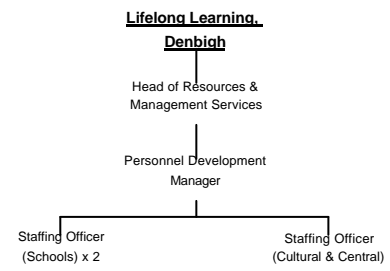 Lifelong Learning,
Denbigh
Head of Resources &
Management Services
Personnel Development
Manager
Staffing Officer
(Schools) x 2
Staffing Officer
(Cultural & Central)